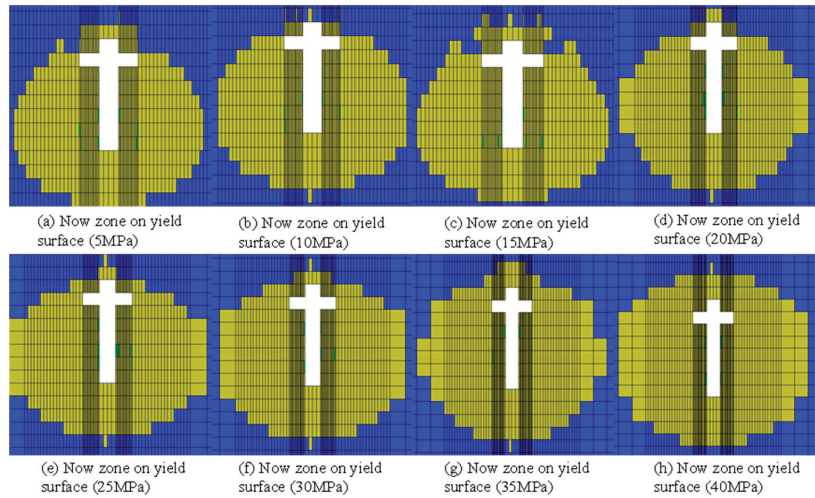 (a) Now zone on yield
surface (5MPa)
(b) Now zone on yield
surface (10MPa)
(c) Now zone on yield
surface (15MPa)
(d) Now zone on yield
surface (20MPa)
(e) Now zone on yield
surface (25MPa)
(f) Now zone on yield
surface (30MPa)
(g) Now zone on yield
surface (35MPa)
(h) Now zone on yield
surface (40MPa)